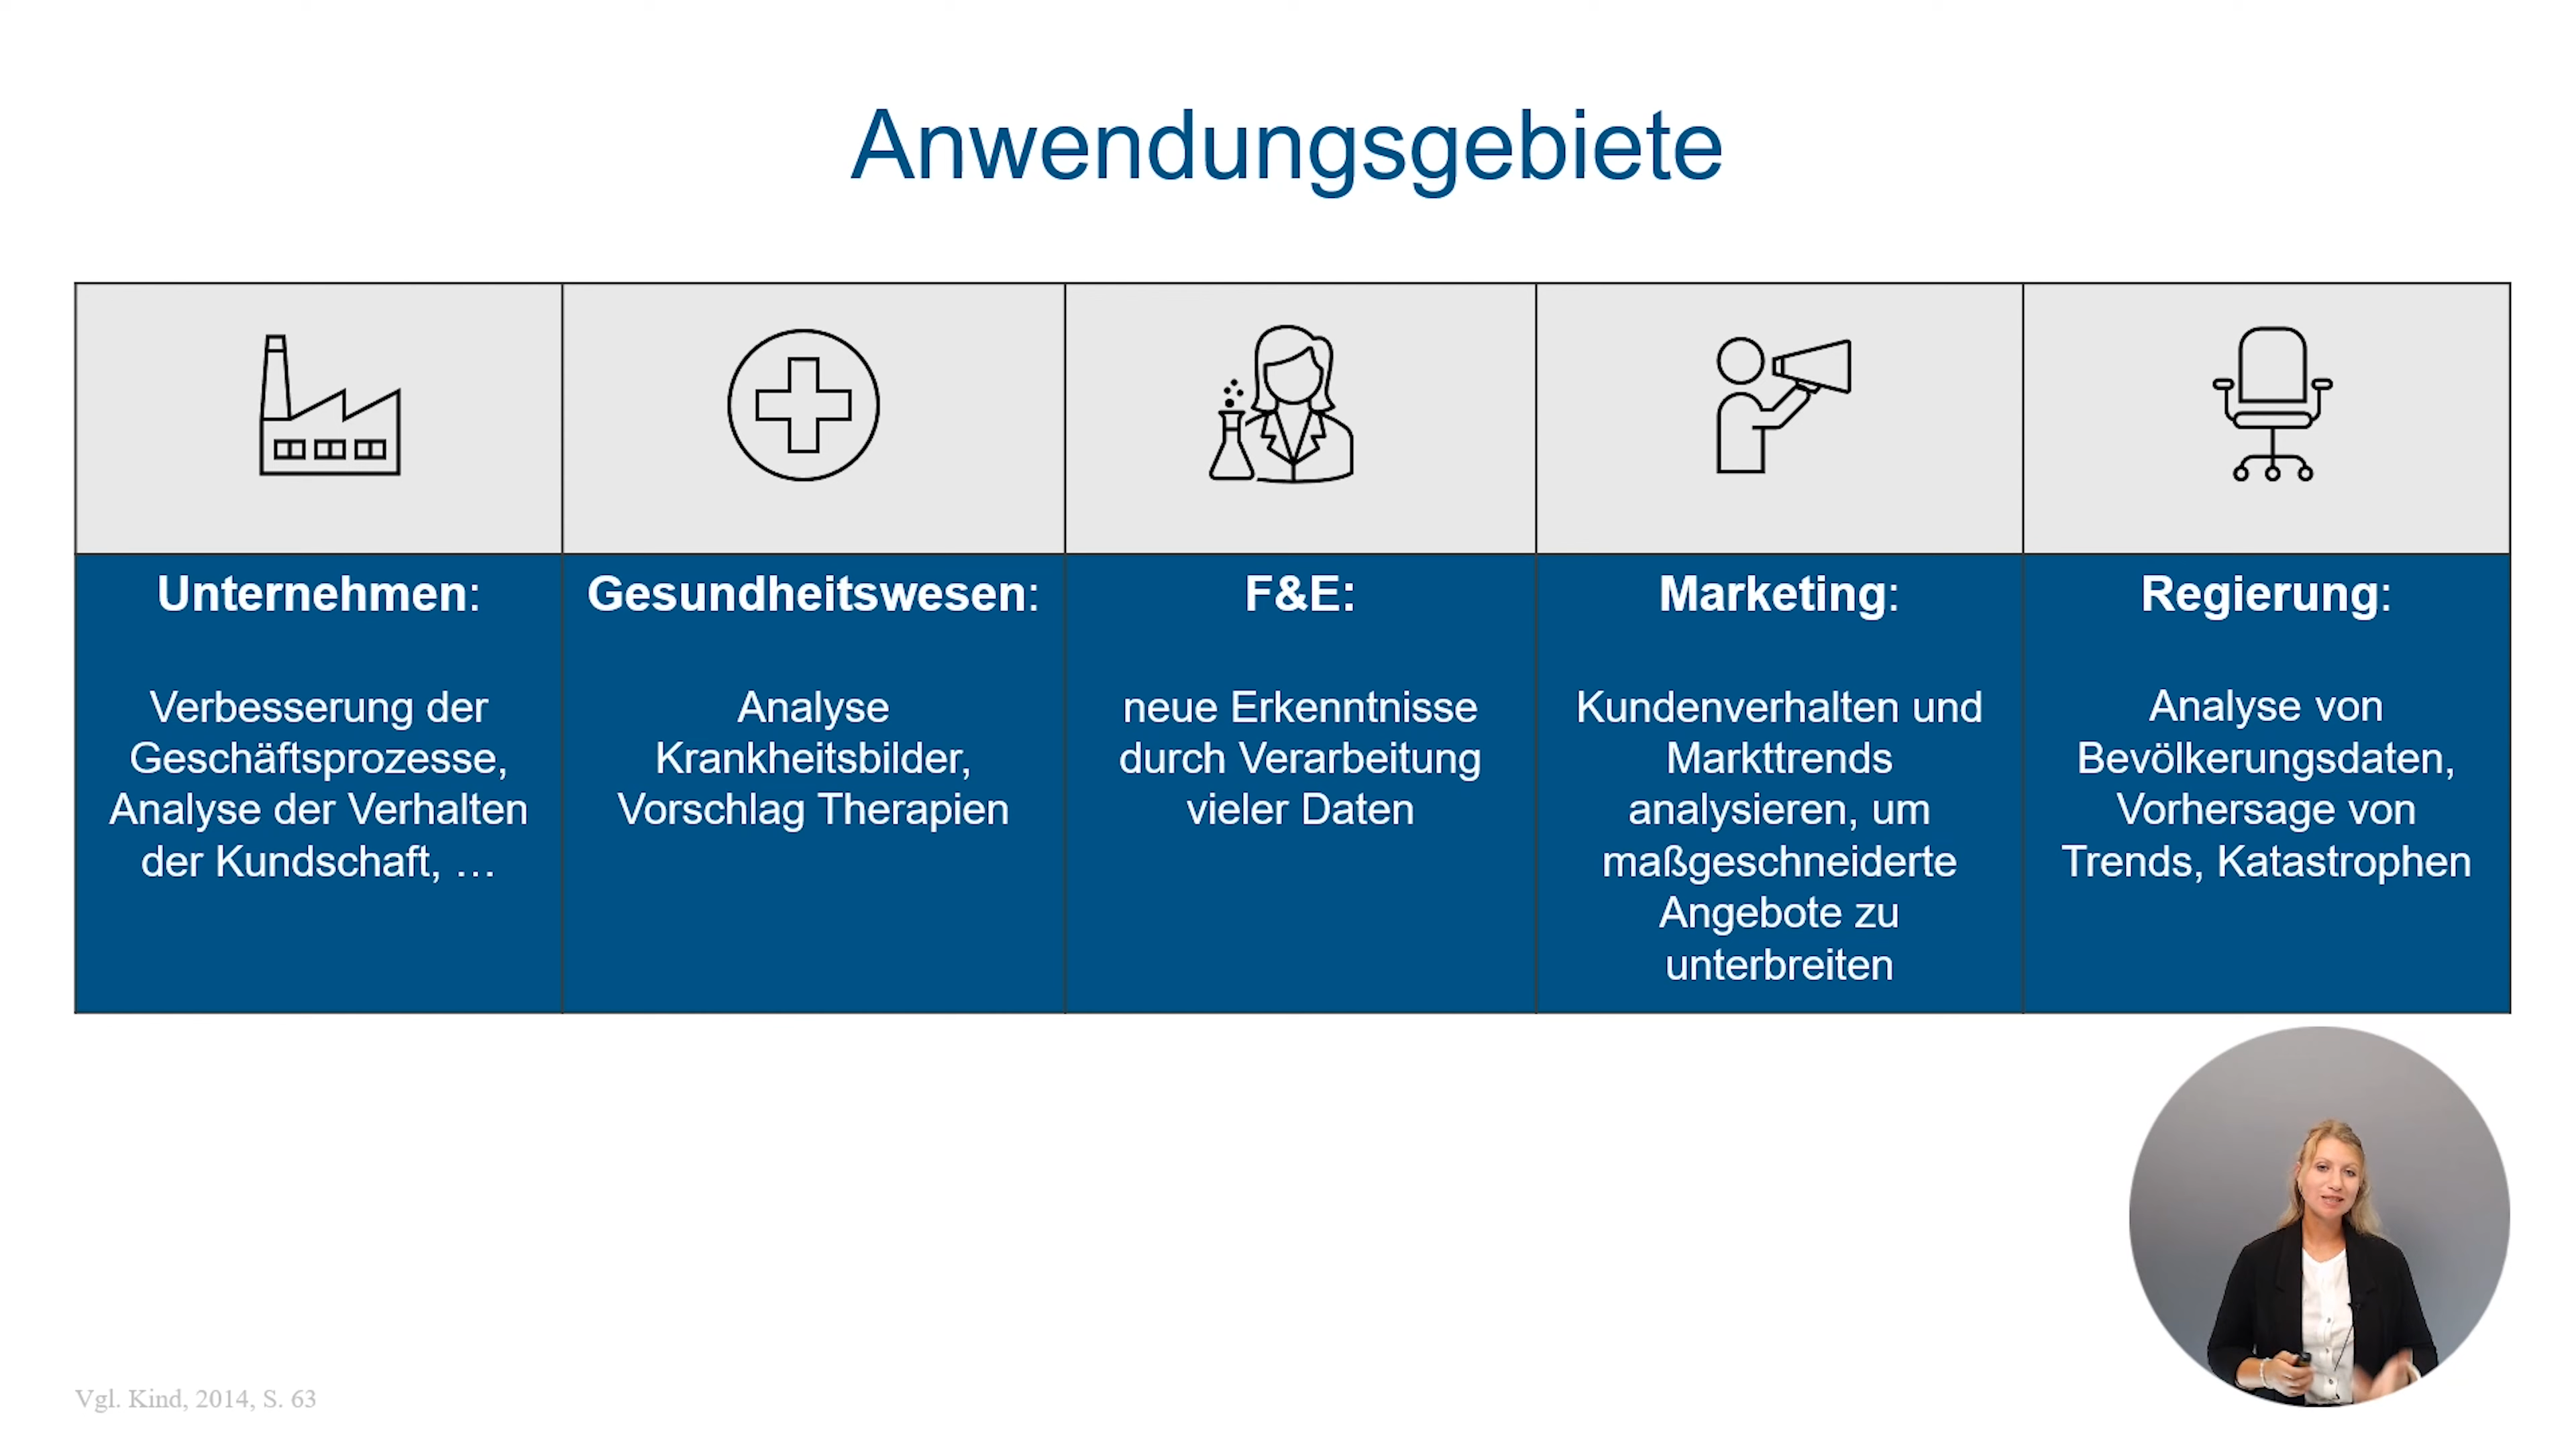 Anwendungsgebiete
Unternehmen:
Verbesserung der
Geschäftsprozesse,
Analyse der Verhalten
der Kundschaft, …
Gesundheitswesen:
Analyse
Krankheitsbilder,
Vorschlag Therapien
F&E:
neue Erkenntnisse
durch Verarbeitung
vieler Daten
Marketing:
Kundenverhalten und
Markttrends
analysieren, um
maßgeschneiderte
Angebote zu
unterbreiten
Regierung:
Analyse von
Bevölkerungsdaten,
Vorhersage von
Trends, Katastrophen
Vgl. Kind, 2014, S. 63